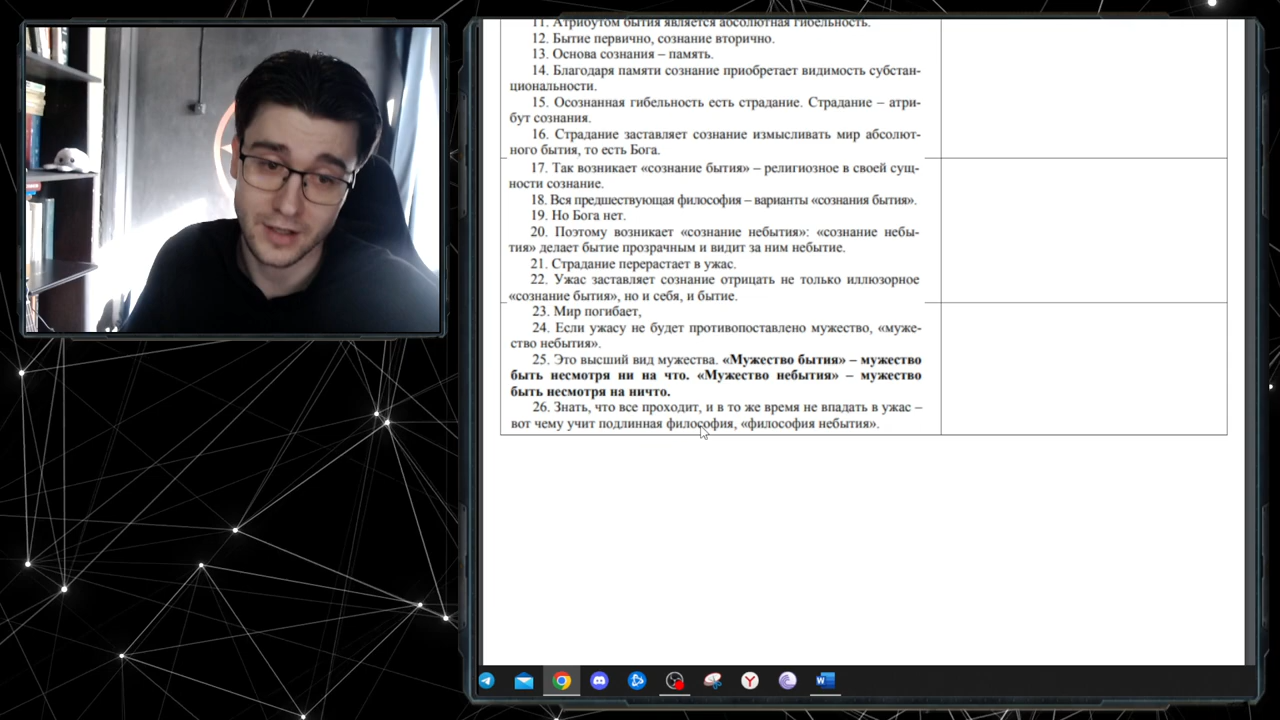 11. Атрибутом бытия является абсолютная гибельность.
12. Бытие первично, сознание вторично.
13. Основа сознания – память.
14. Благодаря памяти сознание приобретает видимость субстан-
циональности.
15. Осознанная гибельность есть страдание. Страдание – атри-
бут сознания.
16. Страдание заставляет сознание измысливать мир абсолют-
ного бытия, то есть Бога.
17. Так возникает «сознание бытия» – религиозное в своей сущ-
ности сознание.
18. Вся предшествующая философия – варианты «сознания бытия».
19. Но Бога нет.
20. Поэтому возникает «сознание небытия»: «сознание небы-
тия» делает бытие прозрачным и видит за ним небытие.
21. Страдание перерастает в ужас.
22. Ужас заставляет сознание отрицать не только иллюзорное
«сознание бытия», но и себя, и бытие.
23. Мир погибает,
24. Если ужасу не будет противопоставлено мужество, «муже-
ство небытия».
25. Это высший вид мужества. «Мужество бытия» – мужество
быть несмотря ни на что. «Мужество небытия» – мужество
быть несмотря на ничто.
26. Знать, что все проходит, и в то же время не впадать в ужас –
вот чему учит подлинная философия, «философия небытия».